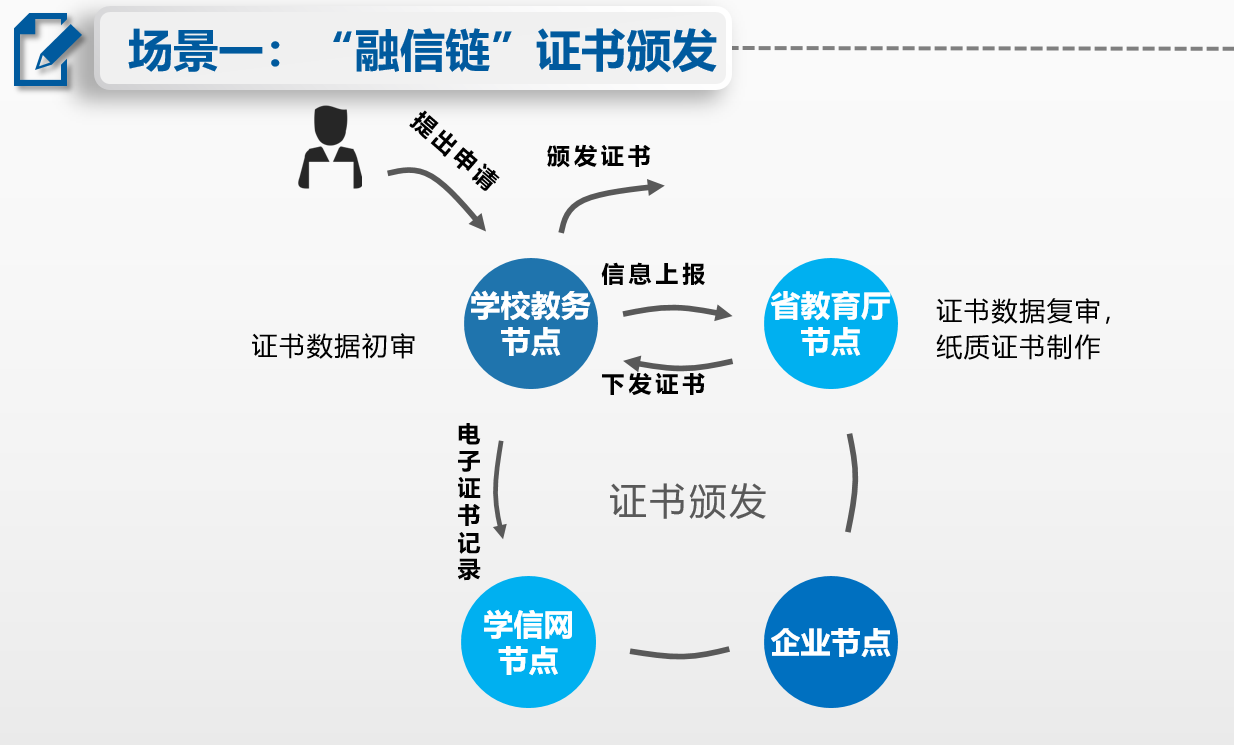 场景一：“融信链”证书颁发
提出申请
颁发证书
信息上报
学校教务
节点
省教育厅
节点
证书数据初审
证书数据复审，
纸质证书制作
下发证书
电子证书记录
证书颁发
学信网
节点
企业节点